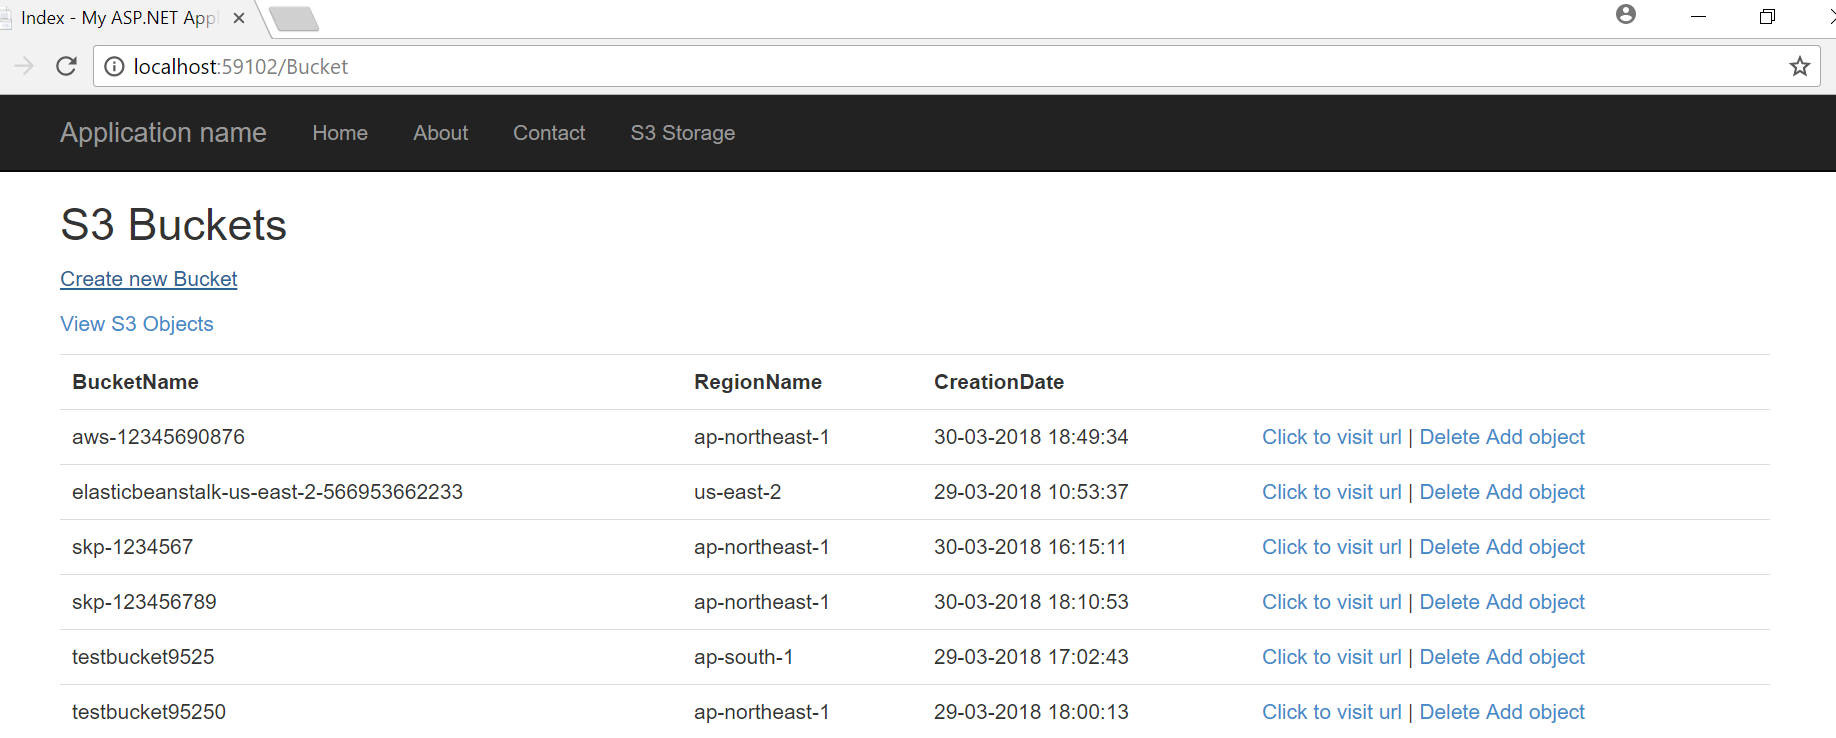 Index - My ASP.NET App
localhost:59102/Bucket
Application name Home About Contact S3 Storage
S3 Buckets
Create new Bucket
View S3 Objects
BucketName RegionName CreationDate
aws-12345690876 ap-northeast-1 30-03-2018 18:49:34 Click to visit url | Delete Add object
elasticbeanstalk-us-east-2-566953662233 us-east-2 29-03-2018 10:53:37 Click to visit url | Delete Add object
skp-1234567 ap-northeast-1 30-03-2018 16:15:11 Click to visit url | Delete Add object
skp-123456789 ap-northeast-1 30-03-2018 18:10:53 Click to visit url | Delete Add object
testbucket9525 ap-south-1 29-03-2018 17:02:43 Click to visit url | Delete Add object
testbucket95250 ap-northeast-1 29-03-2018 18:00:13 Click to visit url | Delete Add object